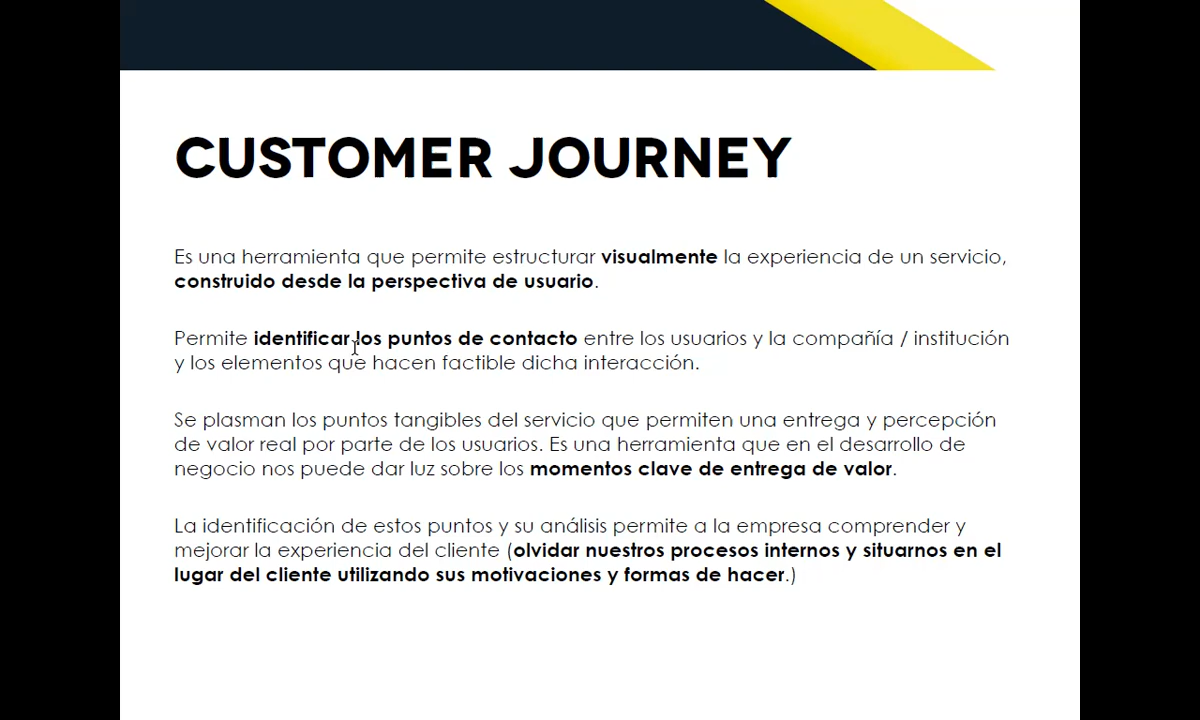 CUSTOMER JOURNEY
Es una herramienta que permite estructurar visualmente la experiencia de un servicio,
construido desde la perspectiva de usuario.
Permite identificar los puntos de contacto entre los usuarios y la compañía / institución
y los elementos que hacen factible dicha interacción.
Se plasman los puntos tangibles del servicio que permiten una entrega y percepción
de valor real por parte de los usuarios. Es una herramienta que en el desarrollo de
negocio nos puede dar luz sobre los momentos clave de entrega de valor.
La identificación de estos puntos y su análisis permite a la empresa comprender y
mejorar la experiencia del cliente (olvidar nuestros procesos internos y situarnos en el
lugar del cliente utilizando sus motivaciones y formas de hacer.)